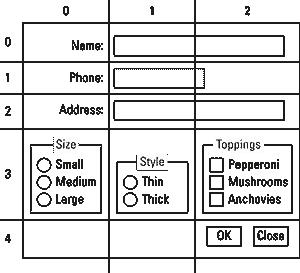 0 1 2
0 Name:
1 Phone:
2 Address:
Size Style Toppings
Small Pepperoni
3 Medium Thin Mushrooms
Large Thick Anchovies
4 OK Close